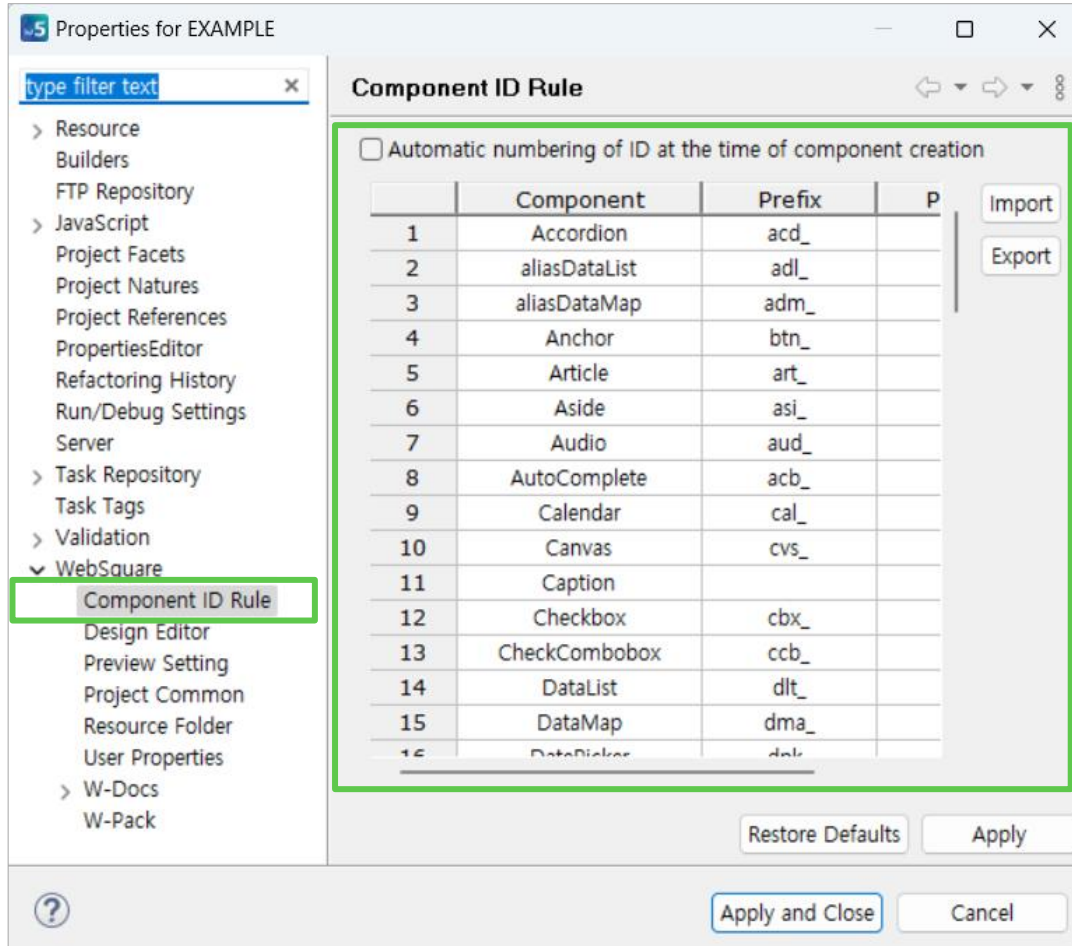 Properties for EXAMPLE
type filter text
Resource
Builders
FTP Repository
JavaScript
Project Facets
Project Natures
Project References
PropertiesEditor
Refactoring History
Run/Debug Settings
Server
Task Repository
Task Tags
Validation
WebSquare
Component ID Rule
Design Editor
Preview Setting
Project Common
Resource Folder
User Properties
W-Docs
W-Pack
Component ID Rule
Automatic numbering of ID at the time of component creation
Component Prefix P
1 Accordion acd_
2 aliasDataList adl_
3 aliasDataMap adm_
4 Anchor btn_
5 Article art_
6 Aside asi_
7 Audio aud_
8 AutoComplete acb_
9 Calendar cal_
10 Canvas cvs_
11 Caption
12 Checkbox cbx_
13 CheckCombobox ccb_
14 DataList dlt_
15 DataMap dma_
16 DatePicker
Import
Export
Restore Defaults Apply
Apply and Close Cancel